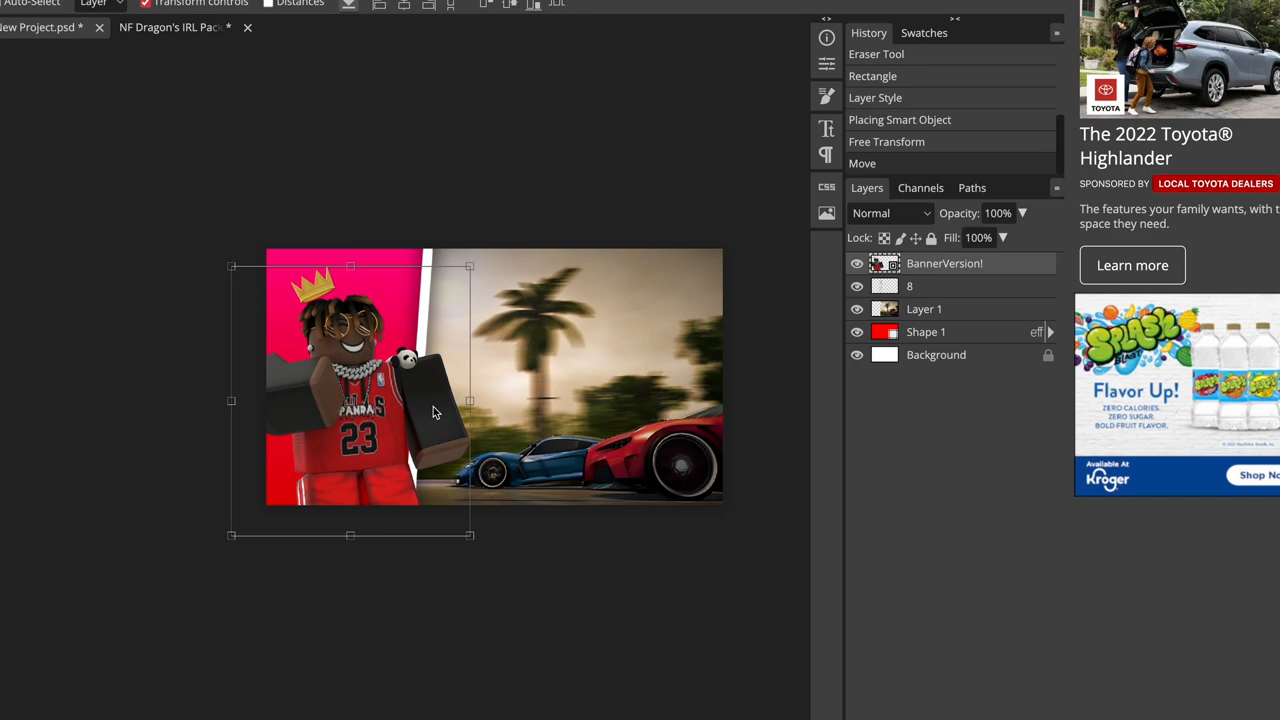 Auto-Select
Layer
Transform controls
Distances
New Project.psd *
NF Dragon's IRL Pack *
History
Swatches
Eraser Tool
Rectangle
Layer Style
Placing Smart Object
Free Transform
Move
Layers
Channels
Paths
Normal
Opacity: 100%
Lock:
Fill: 100%
BannerVersion!
8
Layer 1
Shape 1
eff
Background
CSS
PANDAS
23
TOYOTA
The 2022 Toyota®
Highlander
SPONSORED BY LOCAL TOYOTA DEALERS
The features your family wants, with t
space they need.
Learn more
SPLASH
BLAST
Flavor Up!
ZERO CALORIES.
ZERO SUGAR.
BOLD FRUIT FLAVOR.
Available At
Kroger
Shop No